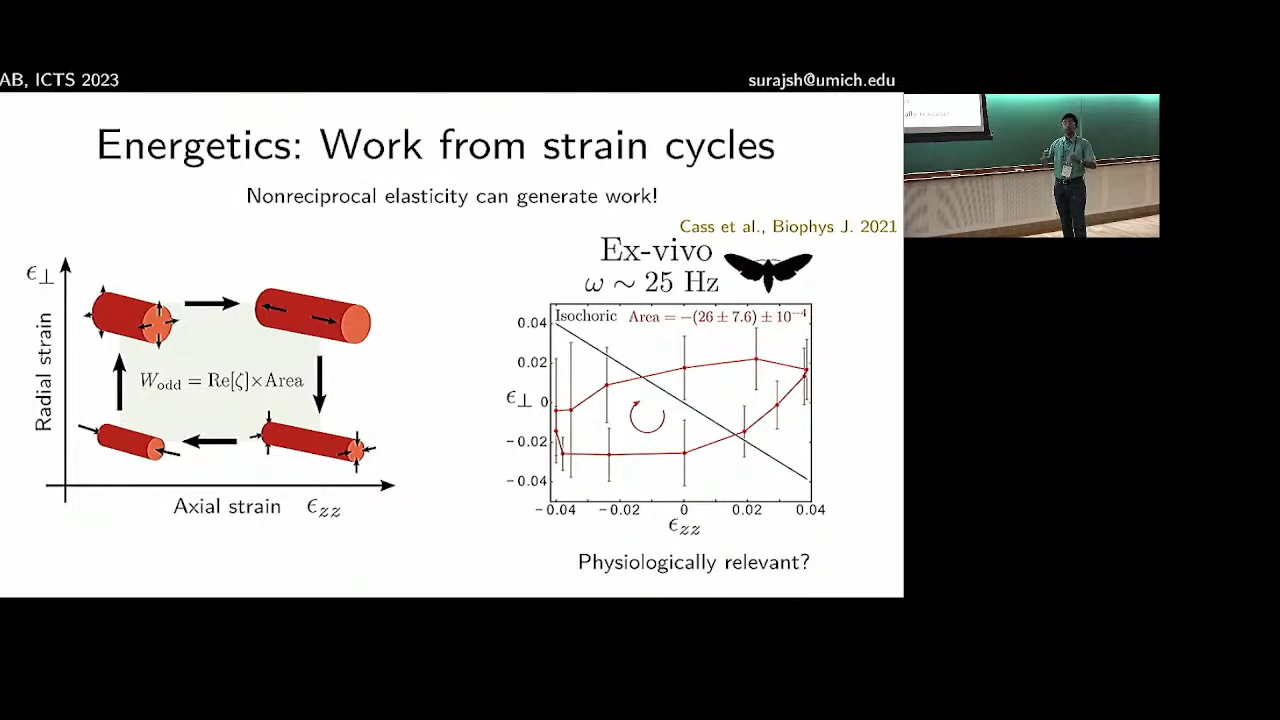 AB, ICTS 2023
surajsh@umich.edu
Energetics: Work from strain cycles
Nonreciprocal elasticity can generate work!
Cass et al., Biophys J. 2021
Ex-vivo
ω ∼ 25 Hz
ϵ⊥
Radial strain
W_odd = Re[ζ]×Area
Axial strain ϵ_zz
Isochoric Area = −(26 ± 7.6) ± 10⁻⁴
0.04
0.02
ϵ⊥ 0
−0.02
−0.04
−0.04 −0.02 0 0.02 0.04
ϵ_zz
Physiologically relevant?